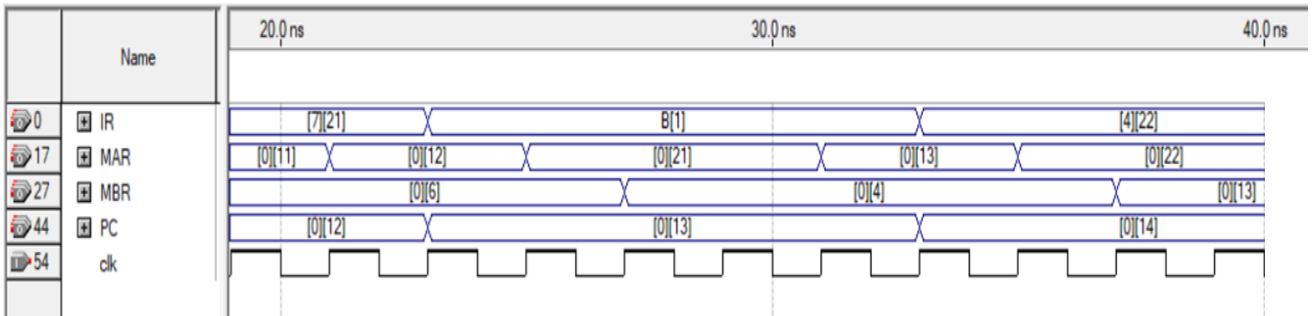 Name 20.0 ns 30.0 ns 40.0 ns
0 IR [7][21] B[1] [4][22]
17 MAR [0][11] [0][12] [0][21] [0][13] [0][22]
27 MBR [0][6] [0][4] [0][13]
44 PC [0][12] [0][13] [0][14]
54 clk